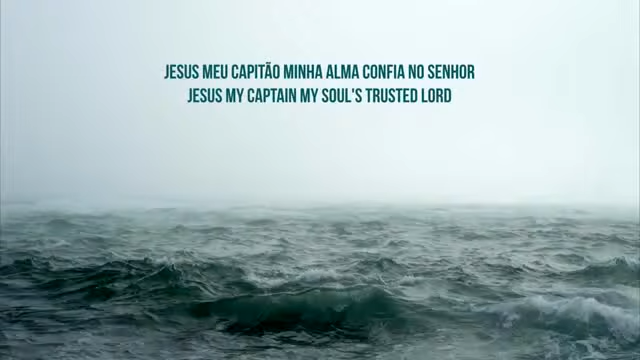 JESUS MEU CAPITÃO MINHA ALMA CONFIA NO SENHOR
JESUS MY CAPTAIN MY SOUL'S TRUSTED LORD